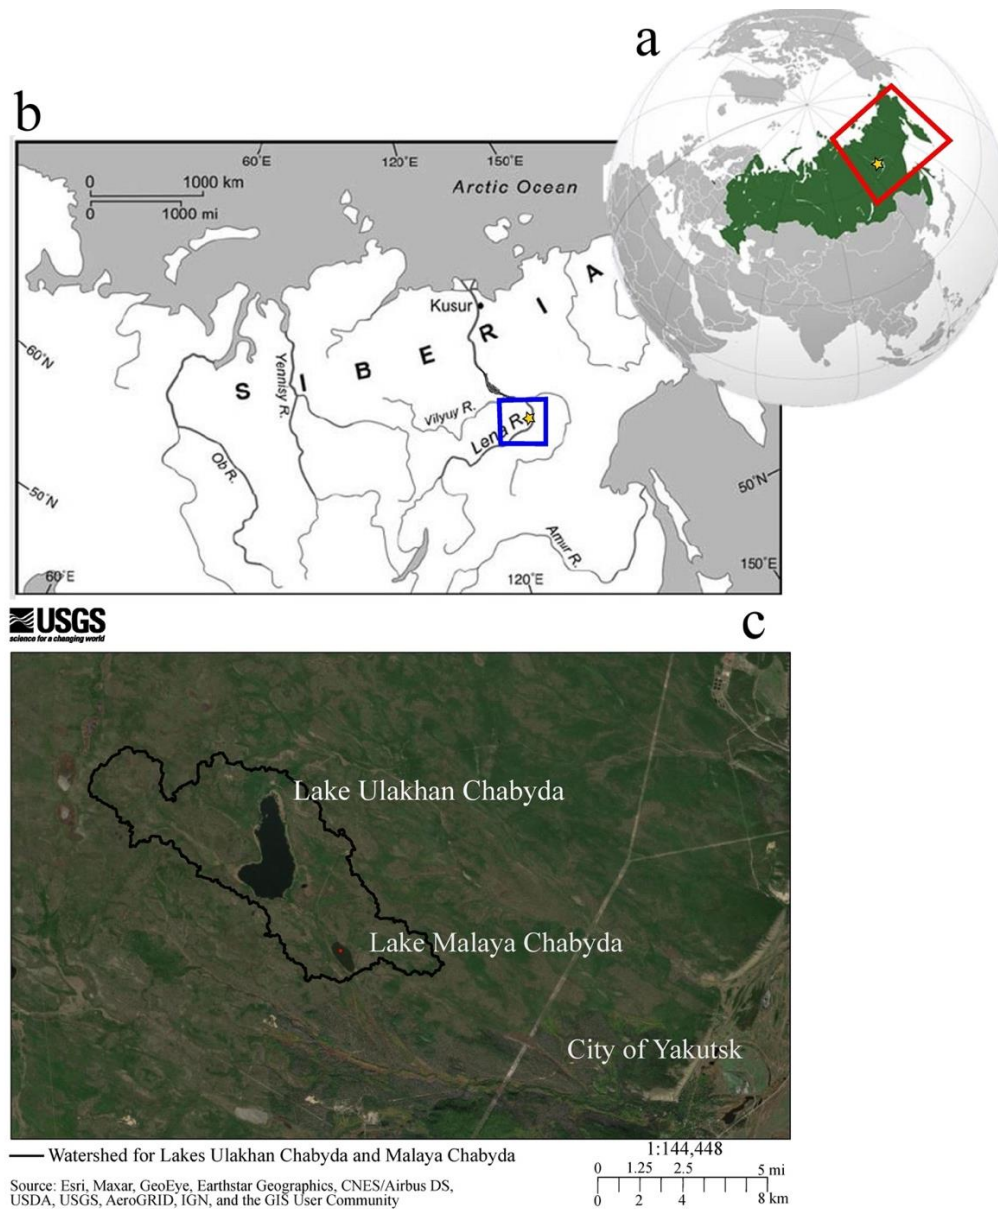 a
b
60°E
120°E
150°E
0 1000 km
0 1000 mi
Arctic Ocean
Kusur
S I B E R I A
60°N
Yennisy R.
Vilyuy R.
Lena R.
Ob R.
50°N
50°N
Amur R.
60°E
120°E
150°E
USGS
science for a changing world
c
Lake Ulakhan Chabyda
Lake Malaya Chabyda
City of Yakutsk
Watershed for Lakes Ulakhan Chabyda and Malaya Chabyda
1:144,448
0 1.25 2.5 5 mi
0 2 4 8 km
Source: Esri, Maxar, GeoEye, Earthstar Geographics, CNES/Airbus DS,
USDA, USGS, AeroGRID, IGN, and the GIS User Community